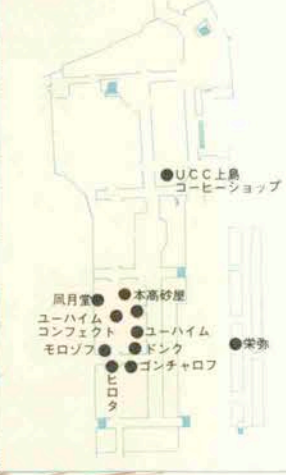 UCC上島
コーヒーショップ
凮月堂
本高砂屋
ユーハイム
コンフェクト
ユーハイム
モロゾフ
ドンク
栄弥
ゴンチャロフ
ヒロタ